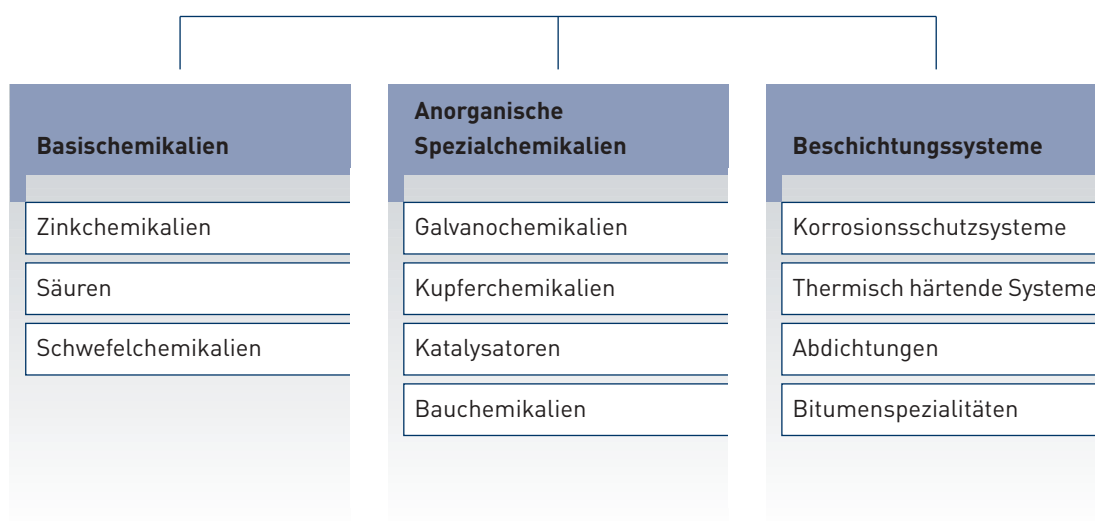 Basischemikalien
Zinkchemikalien
Säuren
Schwefelchemikalien
Anorganische
Spezialchemikalien
Galvanochemikalien
Kupferchemikalien
Katalysatoren
Bauchemikalien
Beschichtungssysteme
Korrosionsschutzsysteme
Thermisch härtende Systeme
Abdichtungen
Bitumenspezialitäten